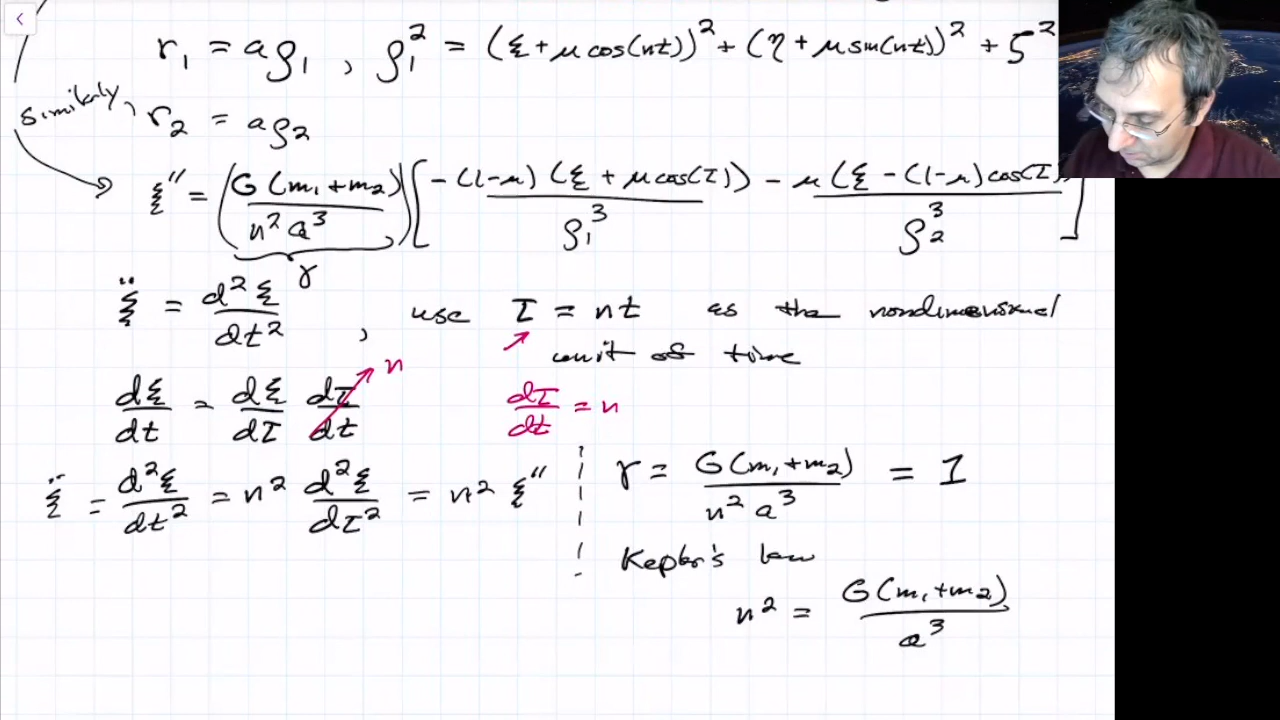 r₁ = aρ₁ , ρ₁² = (ξ + μ cos(nt))² + (η + μ sin(nt))² + ζ²
Similarly, r₂ = aρ₂
ξ'' = (G(m₁+m₂) / n²a³) [ -(1-μ)(ξ + μ cos(τ)) / ρ₁³ - μ(ξ - (1-μ)cos(τ)) / ρ₂³ ]
γ
ξ̈ = d²ξ/dt² , use τ = nt as the nondimensional
unit of time
dξ/dt = dξ/dτ dτ/dt n
dτ/dt = n
ξ̈ = d²ξ/dt² = n² d²ξ/dτ² = n² ξ''
γ = G(m₁+m₂) / n²a³ = 1
Kepler's law
n² = G(m₁+m₂) / a³